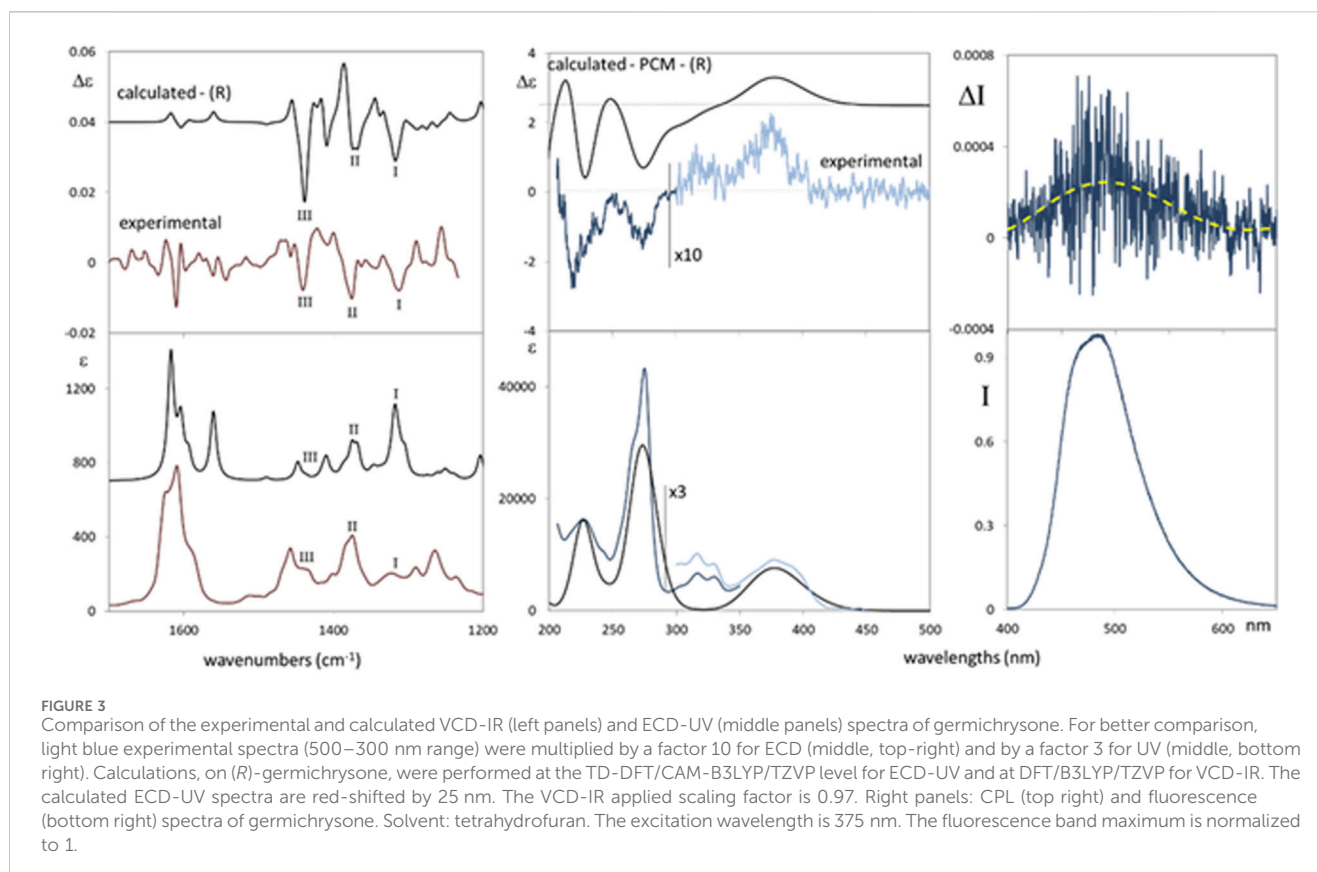 0.06
Δε
calculated - (R)
0.04
III
II
I
0.02
experimental
0
III
II
I
-0.02
ε
1200
I
II
III
800
400
III
II
I
0
1600
1400
1200
wavenumbers (cm-1)
4
calculated - PCM - (R)
Δε
2
experimental
0
x10
-2
-4
ε
40000
x3
20000
0
200
250
300
350
400
450
500
wavelengths (nm)
0.0008
ΔI
0.0004
0
-0.0004
0.9
I
0.6
0.3
0
400
500
600
nm
FIGURE 3
Comparison of the experimental and calculated VCD-IR (left panels) and ECD-UV (middle panels) spectra of germichrysone. For better comparison,
light blue experimental spectra (500–300 nm range) were multiplied by a factor 10 for ECD (middle, top-right) and by a factor 3 for UV (middle, bottom
right). Calculations, on (R)-germichrysone, were performed at the TD-DFT/CAM-B3LYP/TZVP level for ECD-UV and at DFT/B3LYP/TZVP for VCD-IR. The
calculated ECD-UV spectra are red-shifted by 25 nm. The VCD-IR applied scaling factor is 0.97. Right panels: CPL (top right) and fluorescence
(bottom right) spectra of germichrysone. Solvent: tetrahydrofuran. The excitation wavelength is 375 nm. The fluorescence band maximum is normalized
to 1.